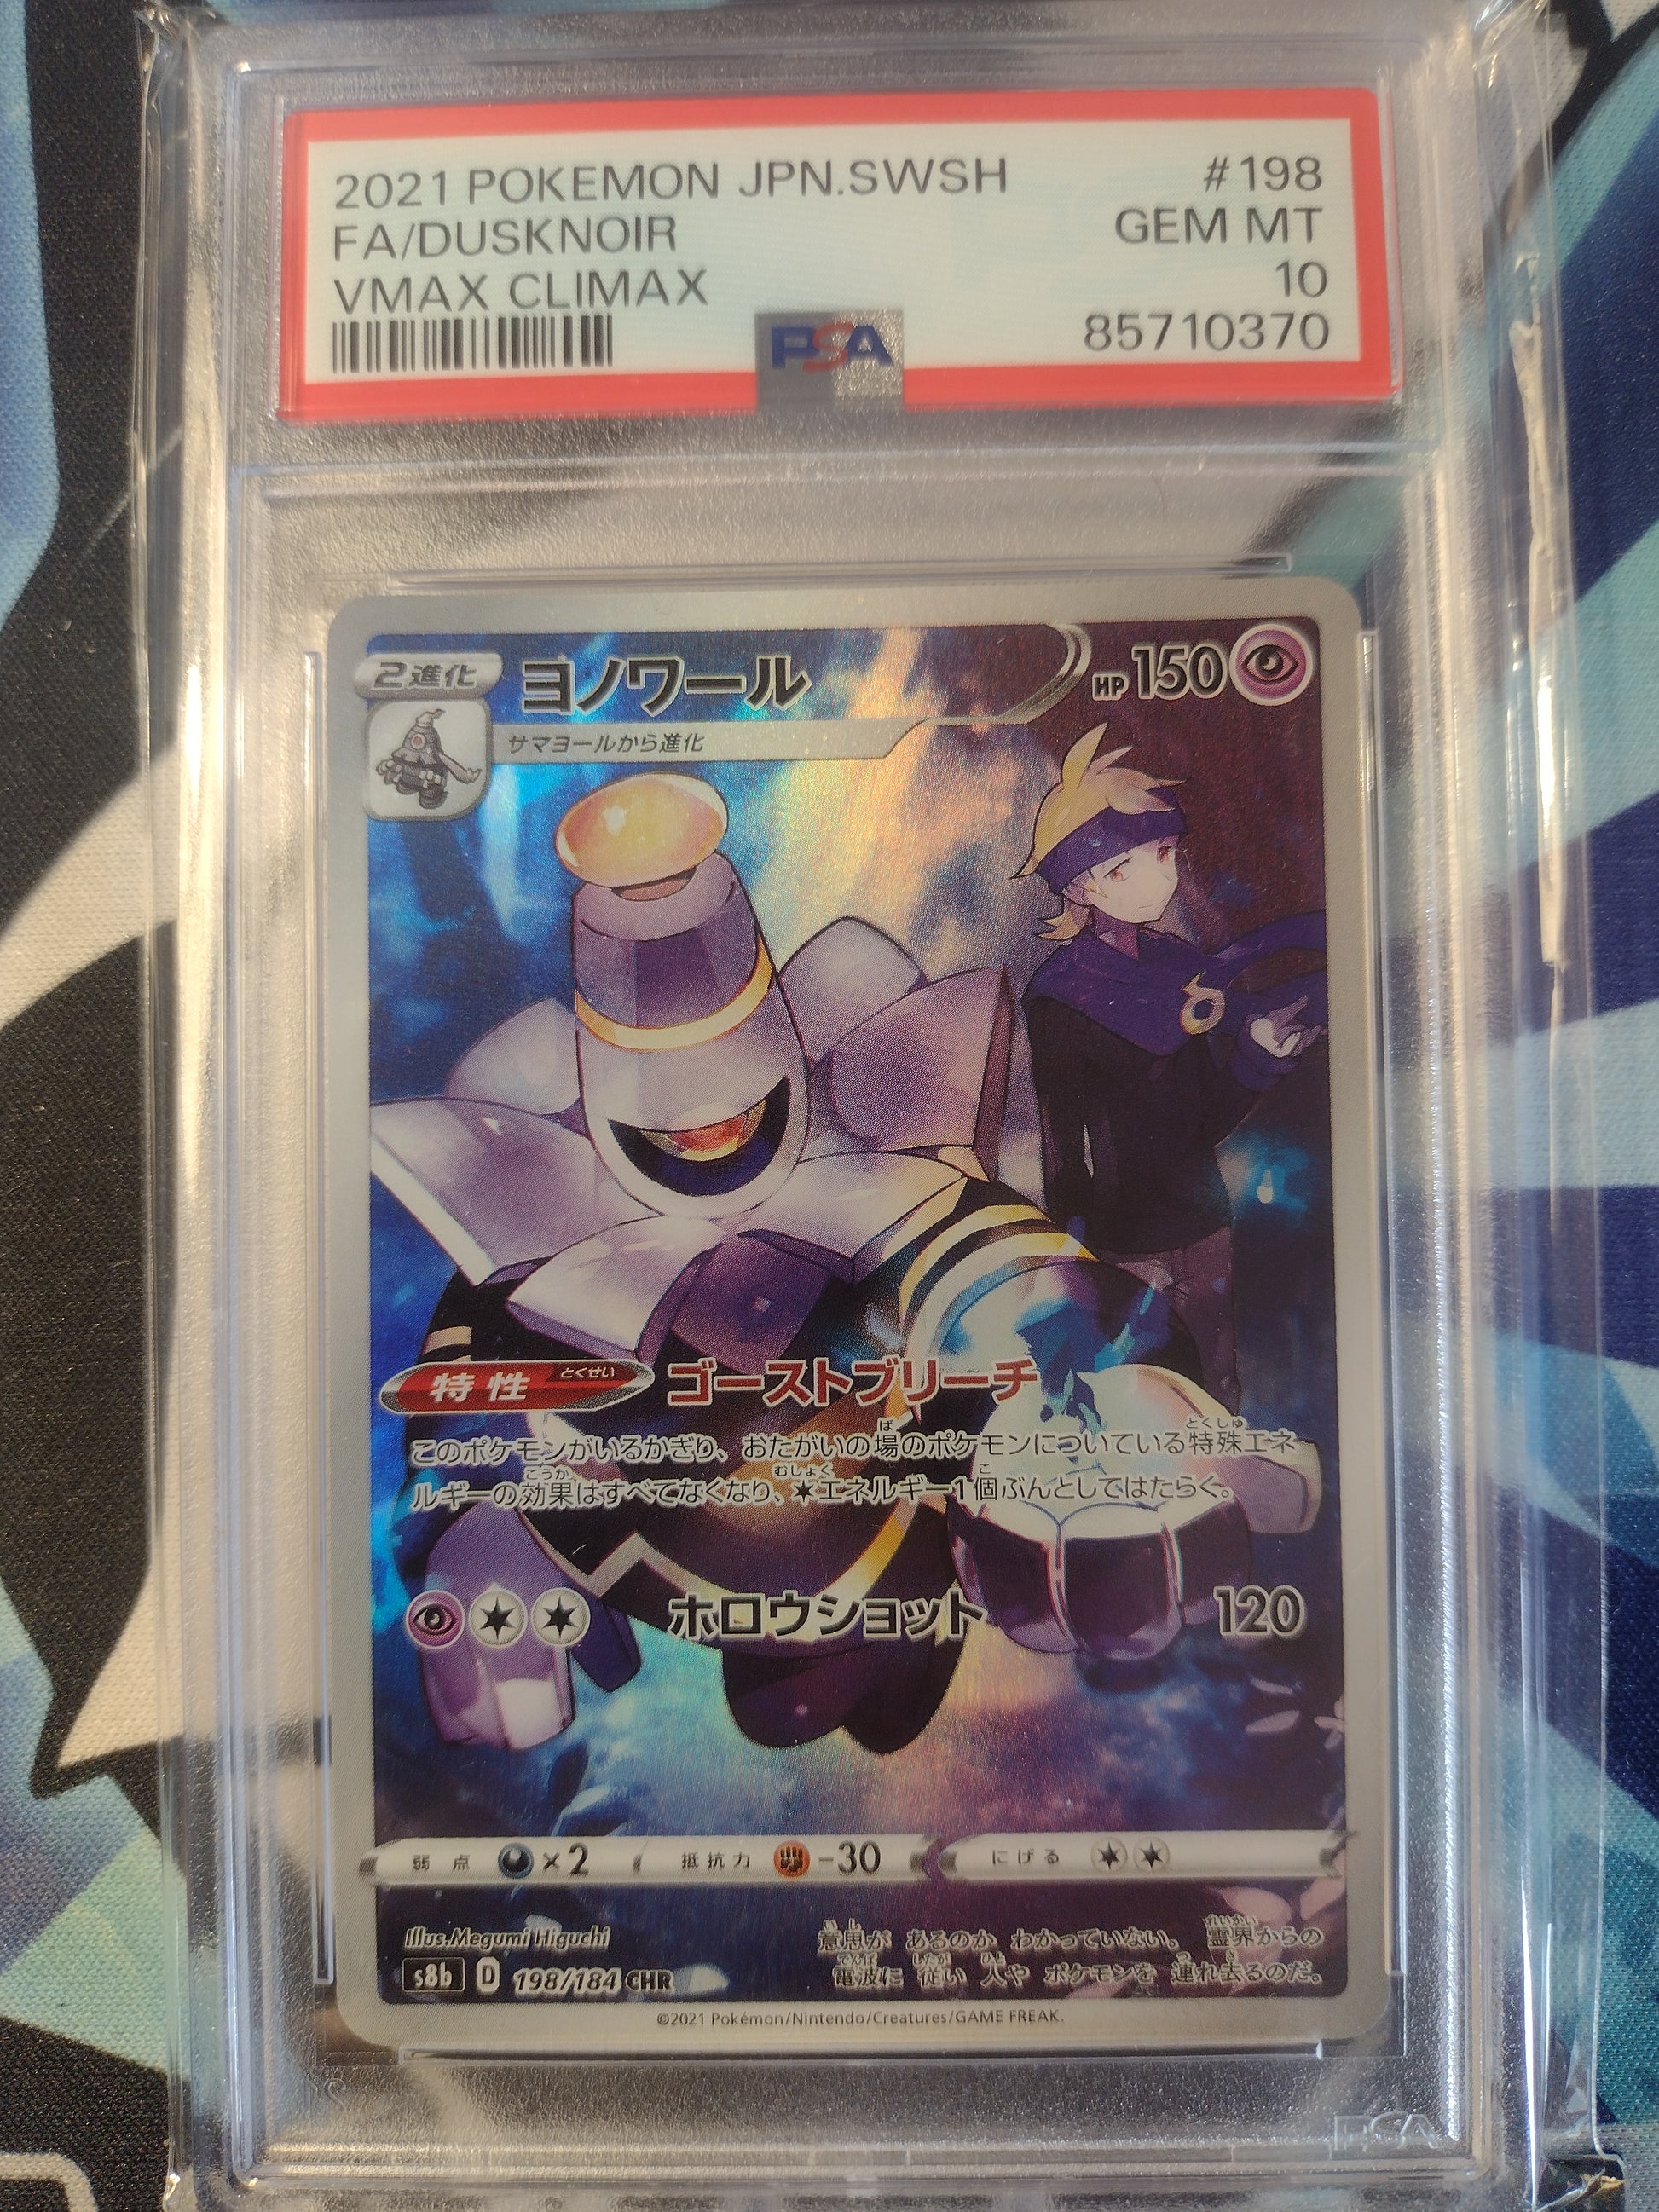 2021 POKEMON JPN.SWSH #198
FA/DUSKNOIR GEM MT
VMAX CLIMAX 10
85710370
PSA
2進化 ヨノワール HP150
サマヨールから進化
特性 とくせい ゴーストブリーチ
ば とくしゅ
このポケモンがいるかぎり、おたがいの場のポケモンについている特殊エネ
こうか むしょく こ
ルギーの効果はすべてなくなり、エネルギー1個ぶんとしてはたらく。
ホロウショット 120
弱点 ×2 抵抗力 -30 にげる
Illus. Megumi Higuchi
い し れいかい
意思が あるのか わかっていない。 霊界からの
でんぱ したが ひと つ さ
電波に 従い 人や ポケモンを 連れ去るのだ。
s8b D 198/184 CHR
©2021 Pokémon/Nintendo/Creatures/GAME FREAK.
PSA